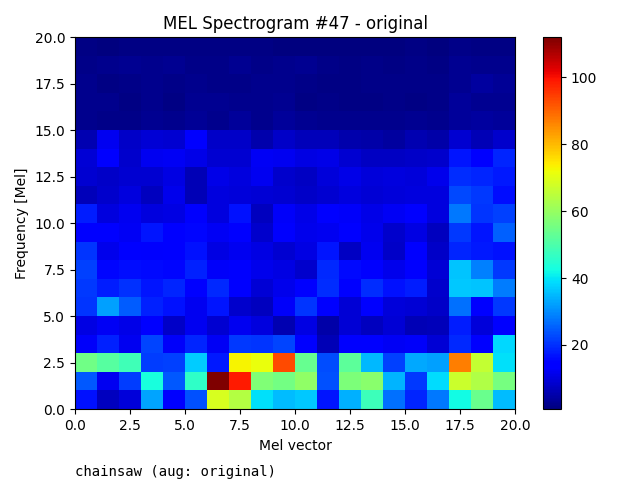 MEL Spectrogram #47 - original
20.0
17.5
15.0
12.5
10.0
7.5
5.0
2.5
0.0
Frequency [Mel]
0.0 2.5 5.0 7.5 10.0 12.5 15.0 17.5 20.0
Mel vector
100
80
60
40
20
chainsaw (aug: original)